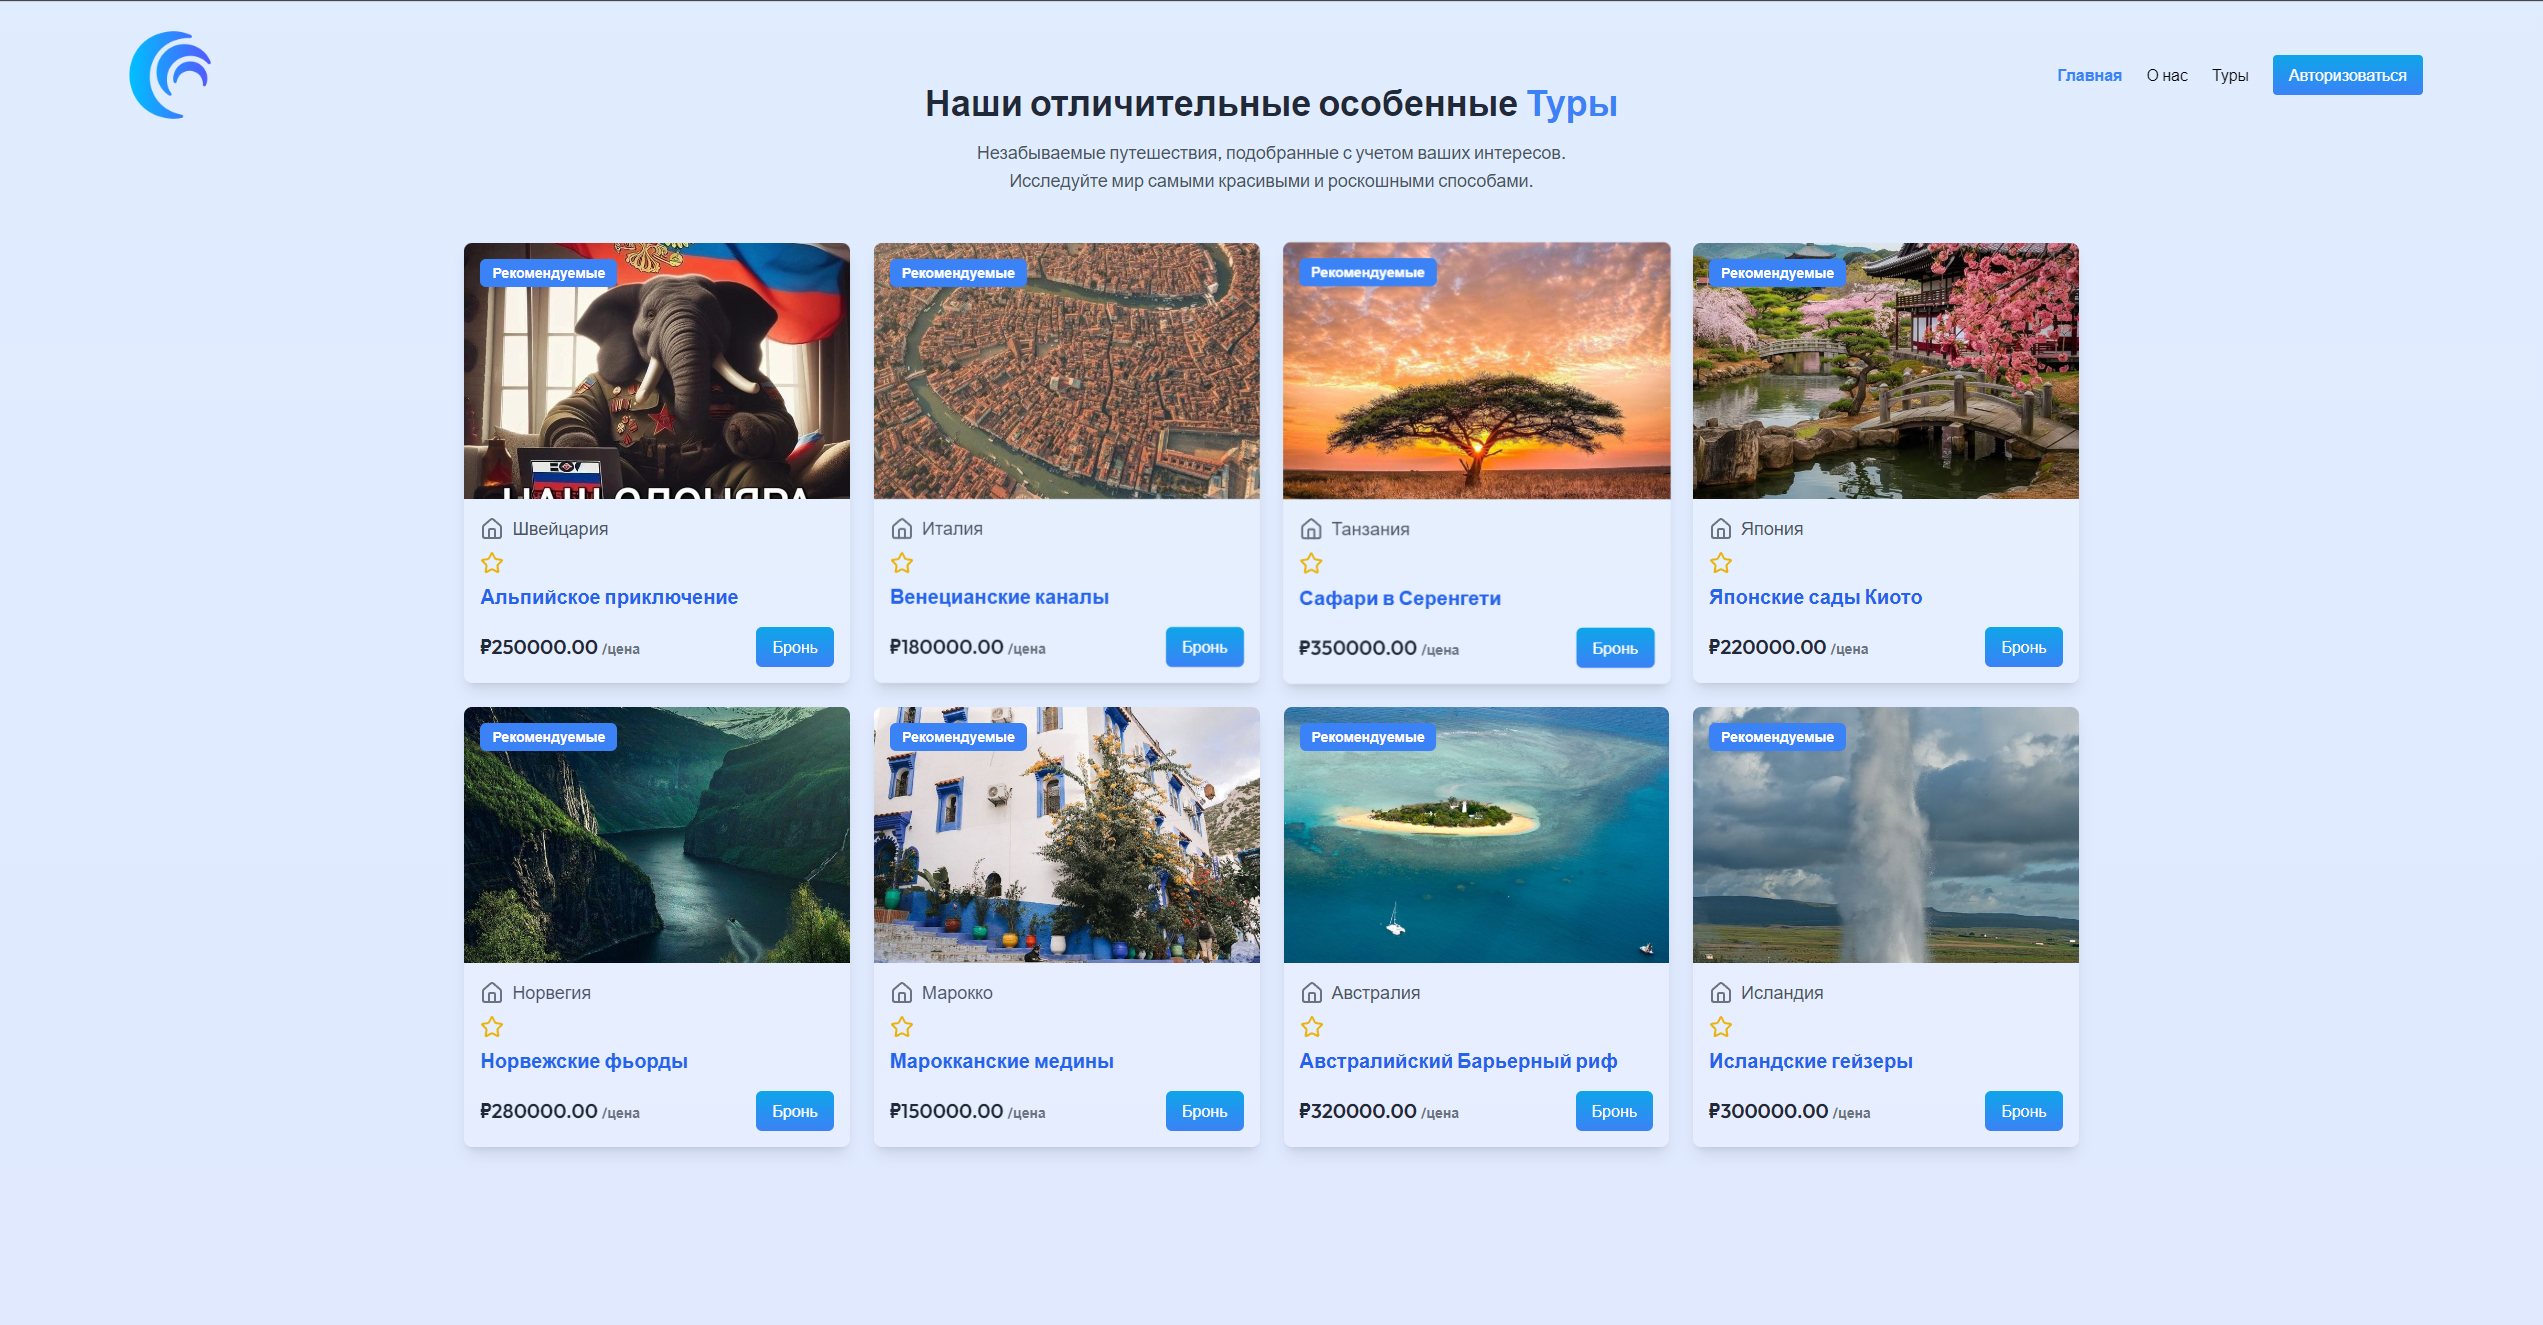 Главная
О нас
Туры
Авторизоваться
Наши отличительные особенные Туры
Незабываемые путешествия, подобранные с учетом ваших интересов.
Исследуйте мир самыми красивыми и роскошными способами.
Рекомендуемые
Швейцария
Альпийское приключение
₽250000.00 /цена
Бронь
Рекомендуемые
Италия
Венецианские каналы
₽180000.00 /цена
Бронь
Рекомендуемые
Танзания
Сафари в Серенгети
₽350000.00 /цена
Бронь
Рекомендуемые
Япония
Японские сады Киото
₽220000.00 /цена
Бронь
Рекомендуемые
Норвегия
Норвежские фьорды
₽280000.00 /цена
Бронь
Рекомендуемые
Марокко
Марокканские медины
₽150000.00 /цена
Бронь
Рекомендуемые
Австралия
Австралийский Барьерный риф
₽320000.00 /цена
Бронь
Рекомендуемые
Исландия
Исландские гейзеры
₽300000.00 /цена
Бронь